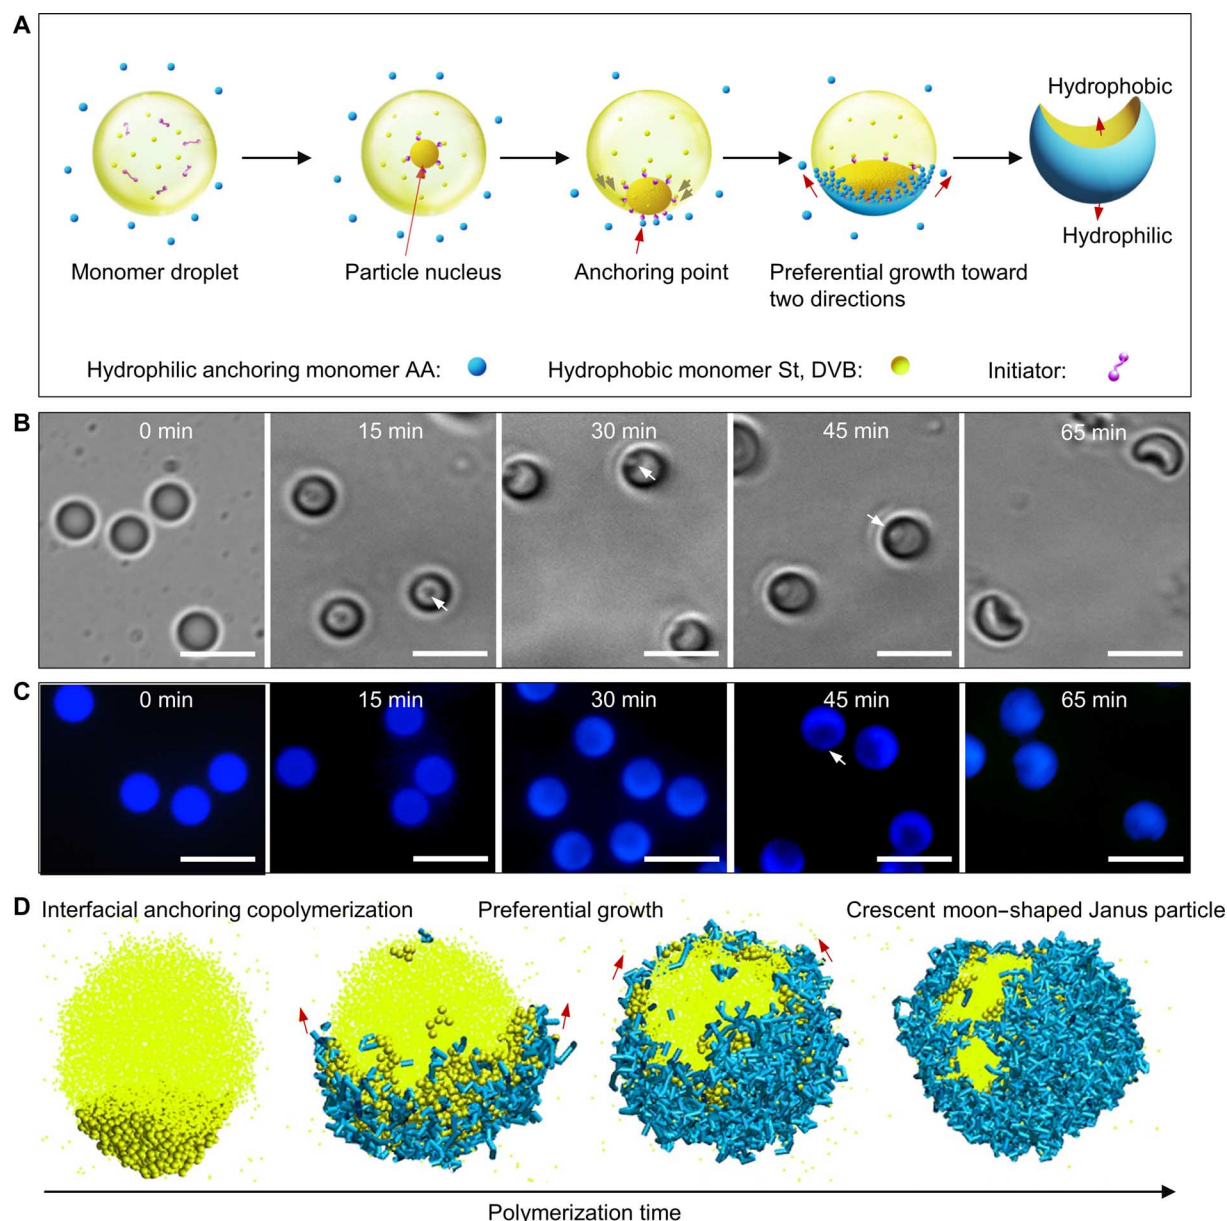 A
Hydrophobic
Hydrophilic
Monomer droplet
Particle nucleus
Anchoring point
Preferential growth toward
two directions
Hydrophilic anchoring monomer AA:
Hydrophobic monomer St, DVB:
Initiator:
B
0 min
15 min
30 min
45 min
65 min
C
0 min
15 min
30 min
45 min
65 min
D
Interfacial anchoring copolymerization
Preferential growth
Crescent moon–shaped Janus particle
Polymerization time